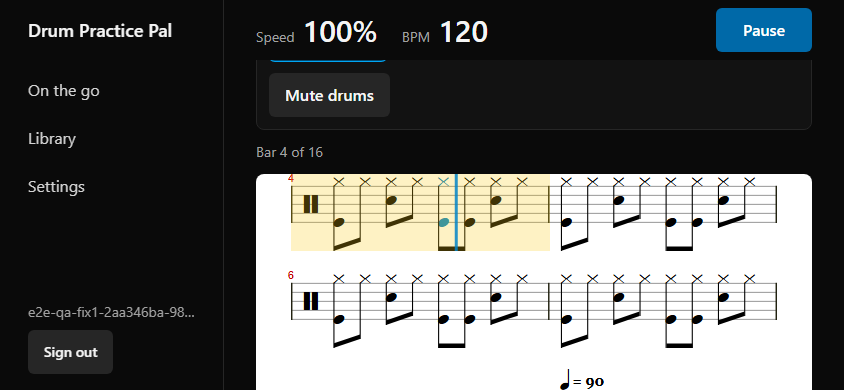 Drum Practice Pal
Speed 100% BPM 120
Pause
On the go
Library
Settings
Mute drums
Bar 4 of 16
4
6
= 90
e2e-qa-fix1-2aa346ba-98...
Sign out